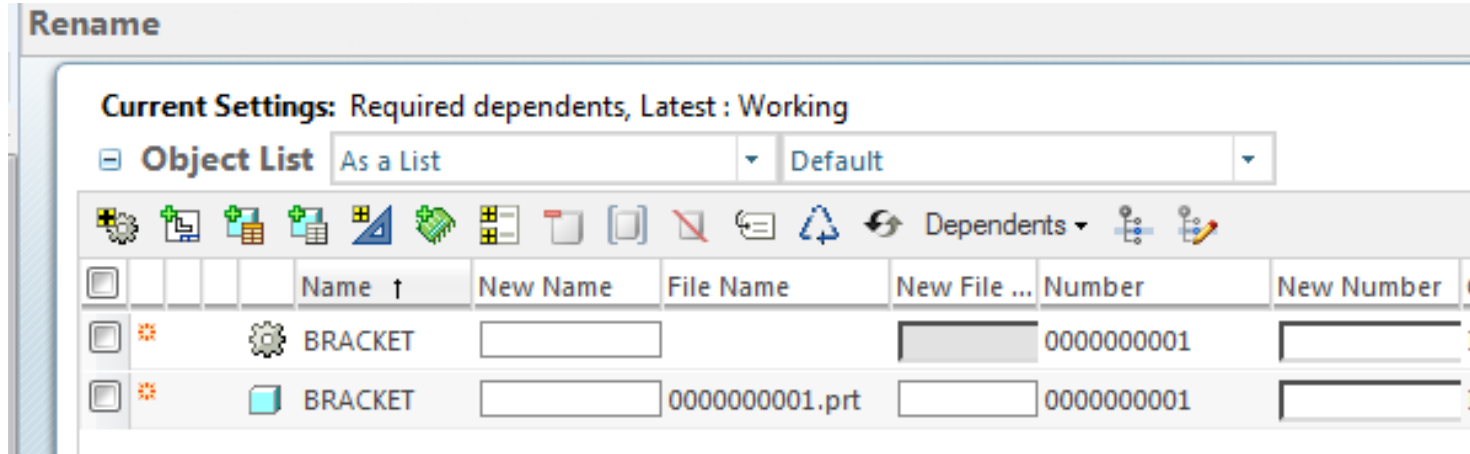 Rename
Current Settings: Required dependents, Latest : Working
Object List As a List Default
Dependents
Name ↑ New Name File Name New File ... Number New Number
BRACKET 0000000001
BRACKET 0000000001.prt 0000000001